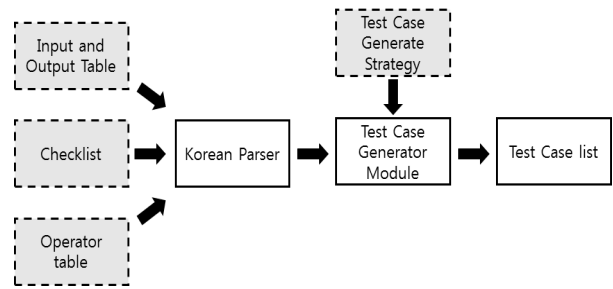 Input and
Output Table
Checklist
Operator
table
Korean Parser
Test Case
Generate
Strategy
Test Case
Generator
Module
Test Case list